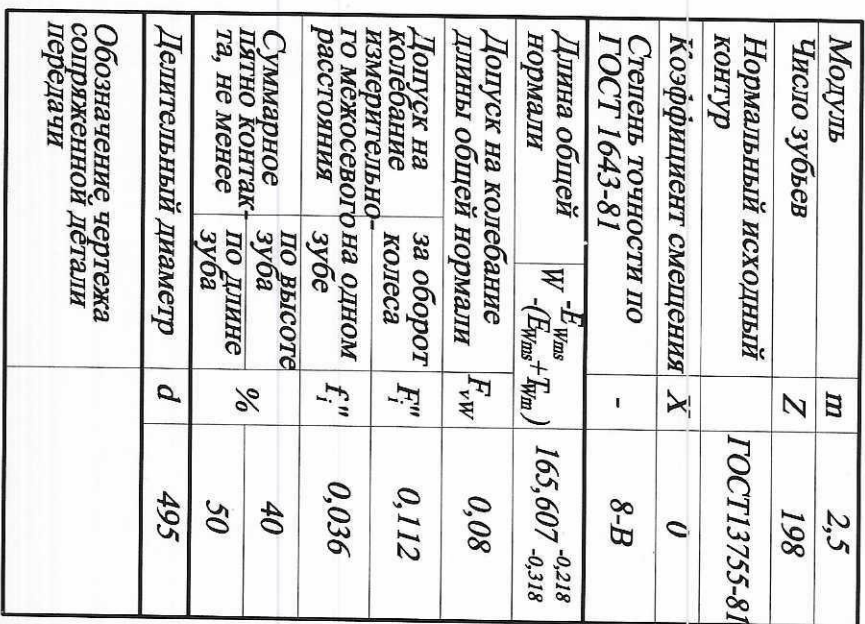 Модуль m 2,5
Число зубьев Z 198
Нормальный исходный
контур ГОСТ13755-81
Коэффициент смещения X 0
Степень точности по
ГОСТ 1643-81 - 8-В
Длина общей
нормали
W -E_Wms
-(E_Wms+T_Wm)
165,607 -0,218
-0,318
Допуск на колебание
длины общей нормали F_vW 0,08
Допуск на
колебание
измерительно-
го межосевого
расстояния
за оборот
колеса F_i" 0,112
на одном
зубе f_i" 0,036
Суммарное
пятно контак-
та, не менее
по высоте
зуба
по длине
зуба
%
40
50
Делительный диаметр d 495
Обозначение чертежа
сопряженной детали
передачи